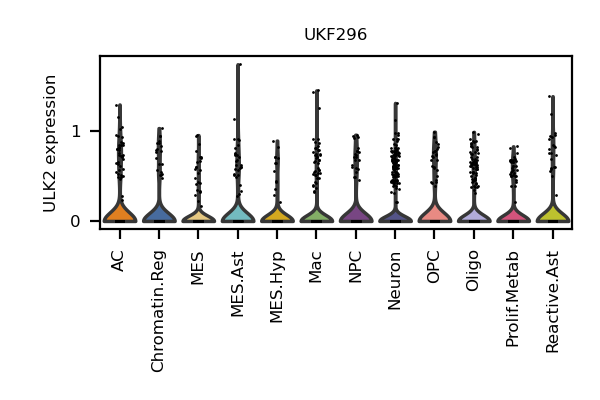 UKF296
ULK2 expression
1
0
AC
Chromatin.Reg
MES
MES.Ast
MES.Hyp
Mac
NPC
Neuron
OPC
Oligo
Prolif.Metab
Reactive.Ast